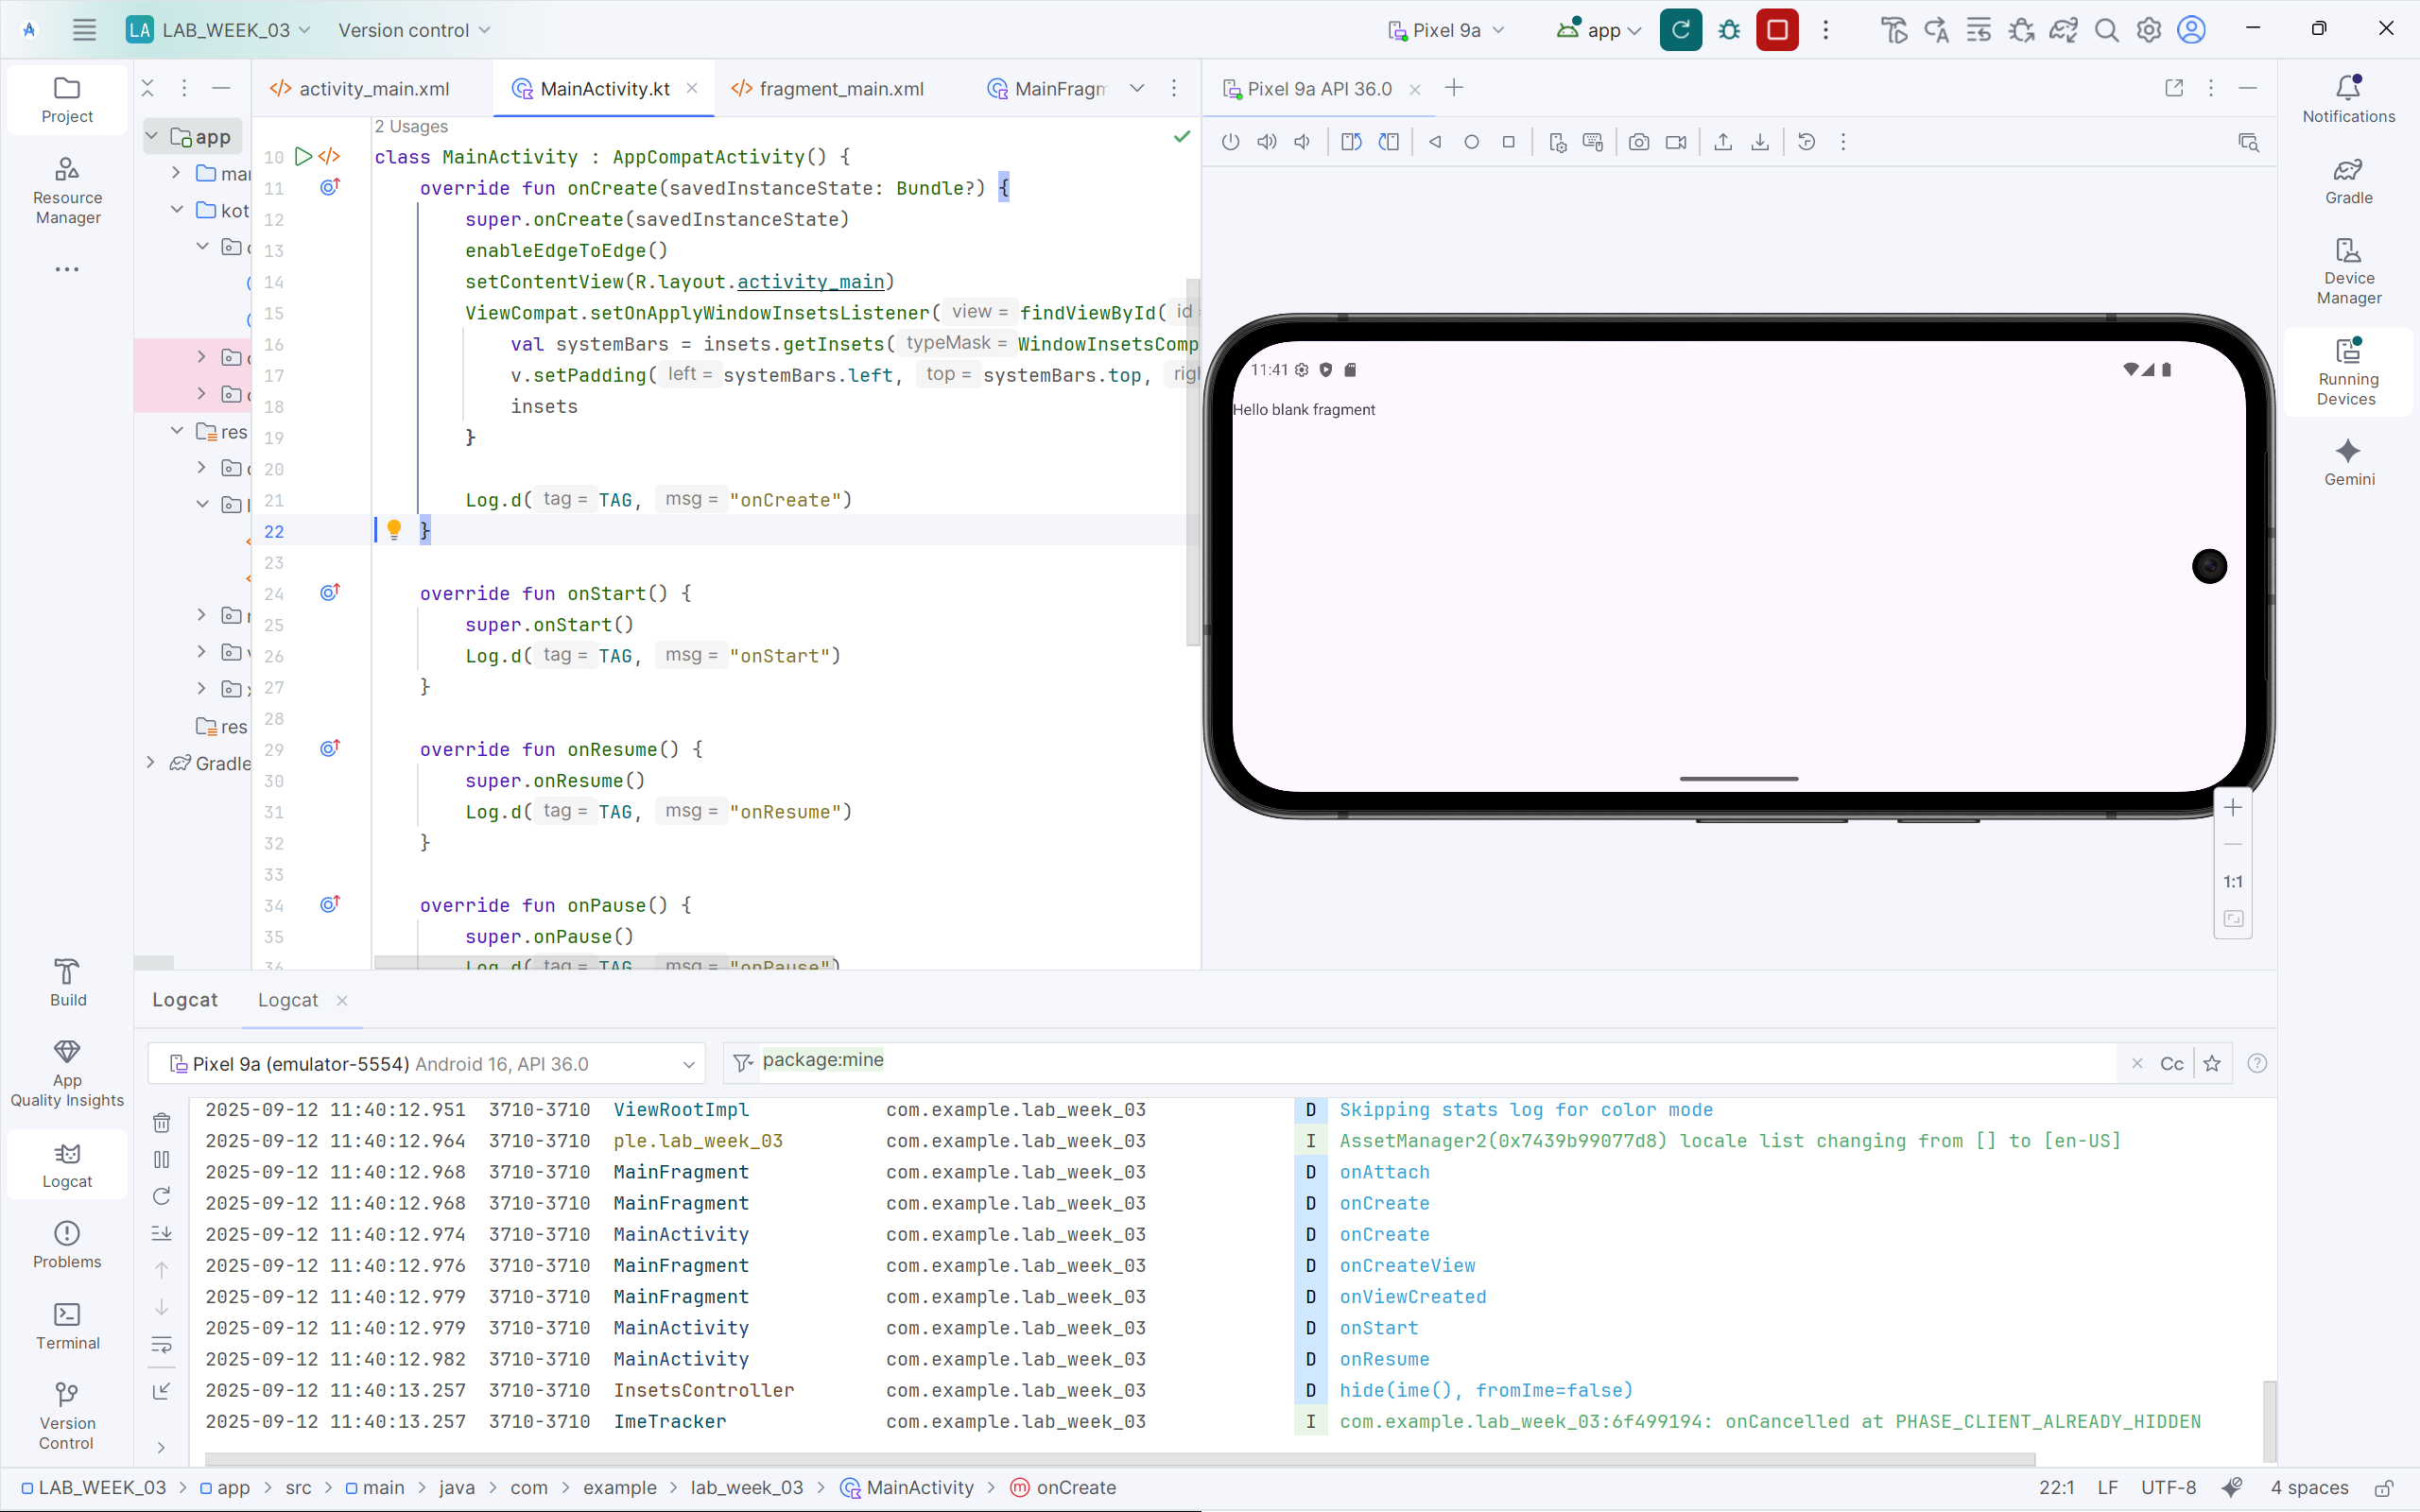 LA LAB_WEEK_03 Version control Pixel 9a app
Project
Resource
Manager
Build
App
Quality Insights
Logcat
Problems
Terminal
Version
Control
app
res
res
Gradle
activity_main.xml MainActivity.kt fragment_main.xml
2 Usages
10 class MainActivity : AppCompatActivity() {
11 override fun onCreate(savedInstanceState: Bundle?) {
12 super.onCreate(savedInstanceState)
13 enableEdgeToEdge()
14 setContentView(R.layout.activity_main)
15 ViewCompat.setOnApplyWindowInsetsListener( view = findViewById( id
16 val systemBars = insets.getInsets( typeMask = WindowInsetsComp
17 v.setPadding( left = systemBars.left, top = systemBars.top,
18 insets
19 }
20
21 Log.d( tag = TAG, msg = "onCreate")
22 }
23
24 override fun onStart() {
25 super.onStart()
26 Log.d( tag = TAG, msg = "onStart")
27 }
28
29 override fun onResume() {
30 super.onResume()
31 Log.d( tag = TAG, msg = "onResume")
32 }
33
34 override fun onPause() {
35 super.onPause()
36 Log.d( tag = TAG, msg = "onPause")
Pixel 9a API 36.0
11:41
Hello blank fragment
1:1
Notifications
Gradle
Device
Manager
Running
Devices
Gemini
Logcat Logcat
Pixel 9a (emulator-5554) Android 16, API 36.0 package:mine Cc
2025-09-12 11:40:12.951 3710-3710 ViewRootImpl com.example.lab_week_03 D Skipping stats log for color mode
2025-09-12 11:40:12.964 3710-3710 ple.lab_week_03 com.example.lab_week_03 I AssetManager2(0x7439b99077d8) locale list changing from [] to [en-US]
2025-09-12 11:40:12.968 3710-3710 MainFragment com.example.lab_week_03 D onAttach
2025-09-12 11:40:12.968 3710-3710 MainFragment com.example.lab_week_03 D onCreate
2025-09-12 11:40:12.974 3710-3710 MainActivity com.example.lab_week_03 D onCreate
2025-09-12 11:40:12.976 3710-3710 MainFragment com.example.lab_week_03 D onCreateView
2025-09-12 11:40:12.979 3710-3710 MainFragment com.example.lab_week_03 D onViewCreated
2025-09-12 11:40:12.979 3710-3710 MainActivity com.example.lab_week_03 D onStart
2025-09-12 11:40:12.982 3710-3710 MainActivity com.example.lab_week_03 D onResume
2025-09-12 11:40:13.257 3710-3710 InsetsController com.example.lab_week_03 D hide(ime(), fromIme=false)
2025-09-12 11:40:13.257 3710-3710 ImeTracker com.example.lab_week_03 I com.example.lab_week_03:6f499194: onCancelled at PHASE_CLIENT_ALREADY_HIDDEN
LAB_WEEK_03 > app > src > main > java > com > example > lab_week_03 > MainActivity > onCreate 22:1 LF UTF-8 4 spaces